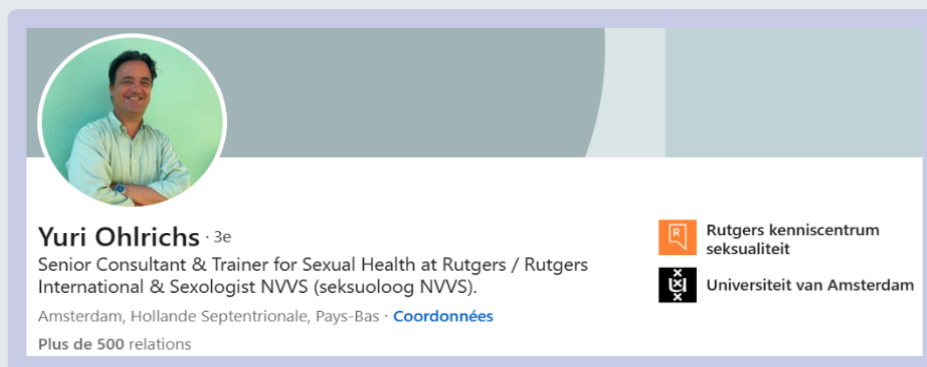 Yuri Ohlrichs · 3e
Senior Consultant & Trainer for Sexual Health at Rutgers / Rutgers
International & Sexologist NVVS (seksuoloog NVVS).
Amsterdam, Hollande Septentrionale, Pays-Bas · Coordonnées
Plus de 500 relations
R
Rutgers kenniscentrum
seksualiteit
Universiteit van Amsterdam